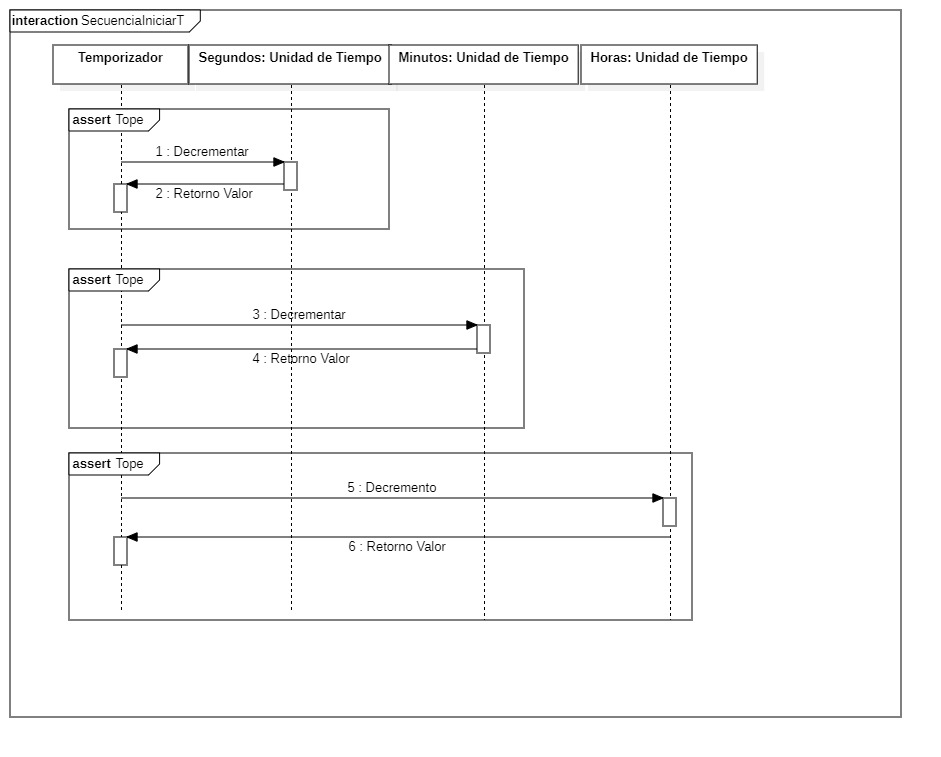 interaction SecuenciaIniciarT
Temporizador
Segundos: Unidad de Tiempo
Minutos: Unidad de Tiempo
Horas: Unidad de Tiempo
assert Tope
1 : Decrementar
2 : Retorno Valor
assert Tope
3 : Decrementar
4 : Retorno Valor
assert Tope
5 : Decremento
6 : Retorno Valor